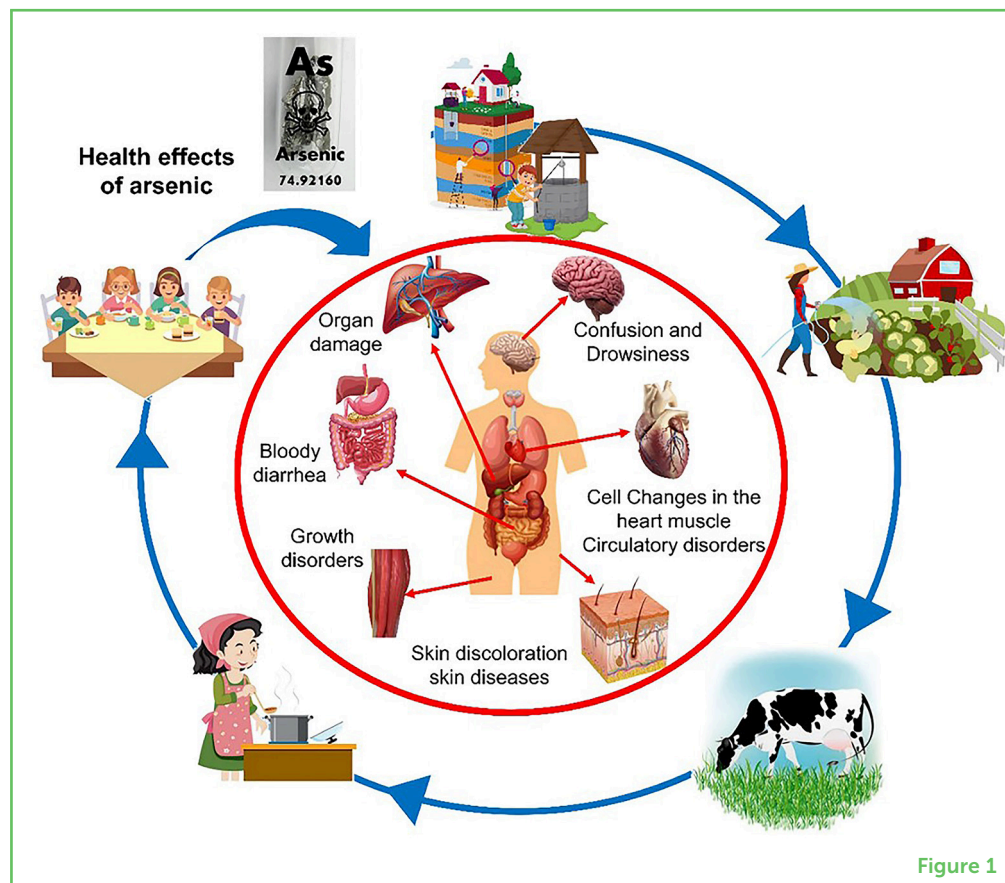 As
Arsenic
74.92160
Health effects
of arsenic
Organ
damage
Confusion and
Drowsiness
Bloody
diarrhea
Cell Changes in the
heart muscle
Circulatory disorders
Growth
disorders
Skin discoloration
skin diseases
Figure 1